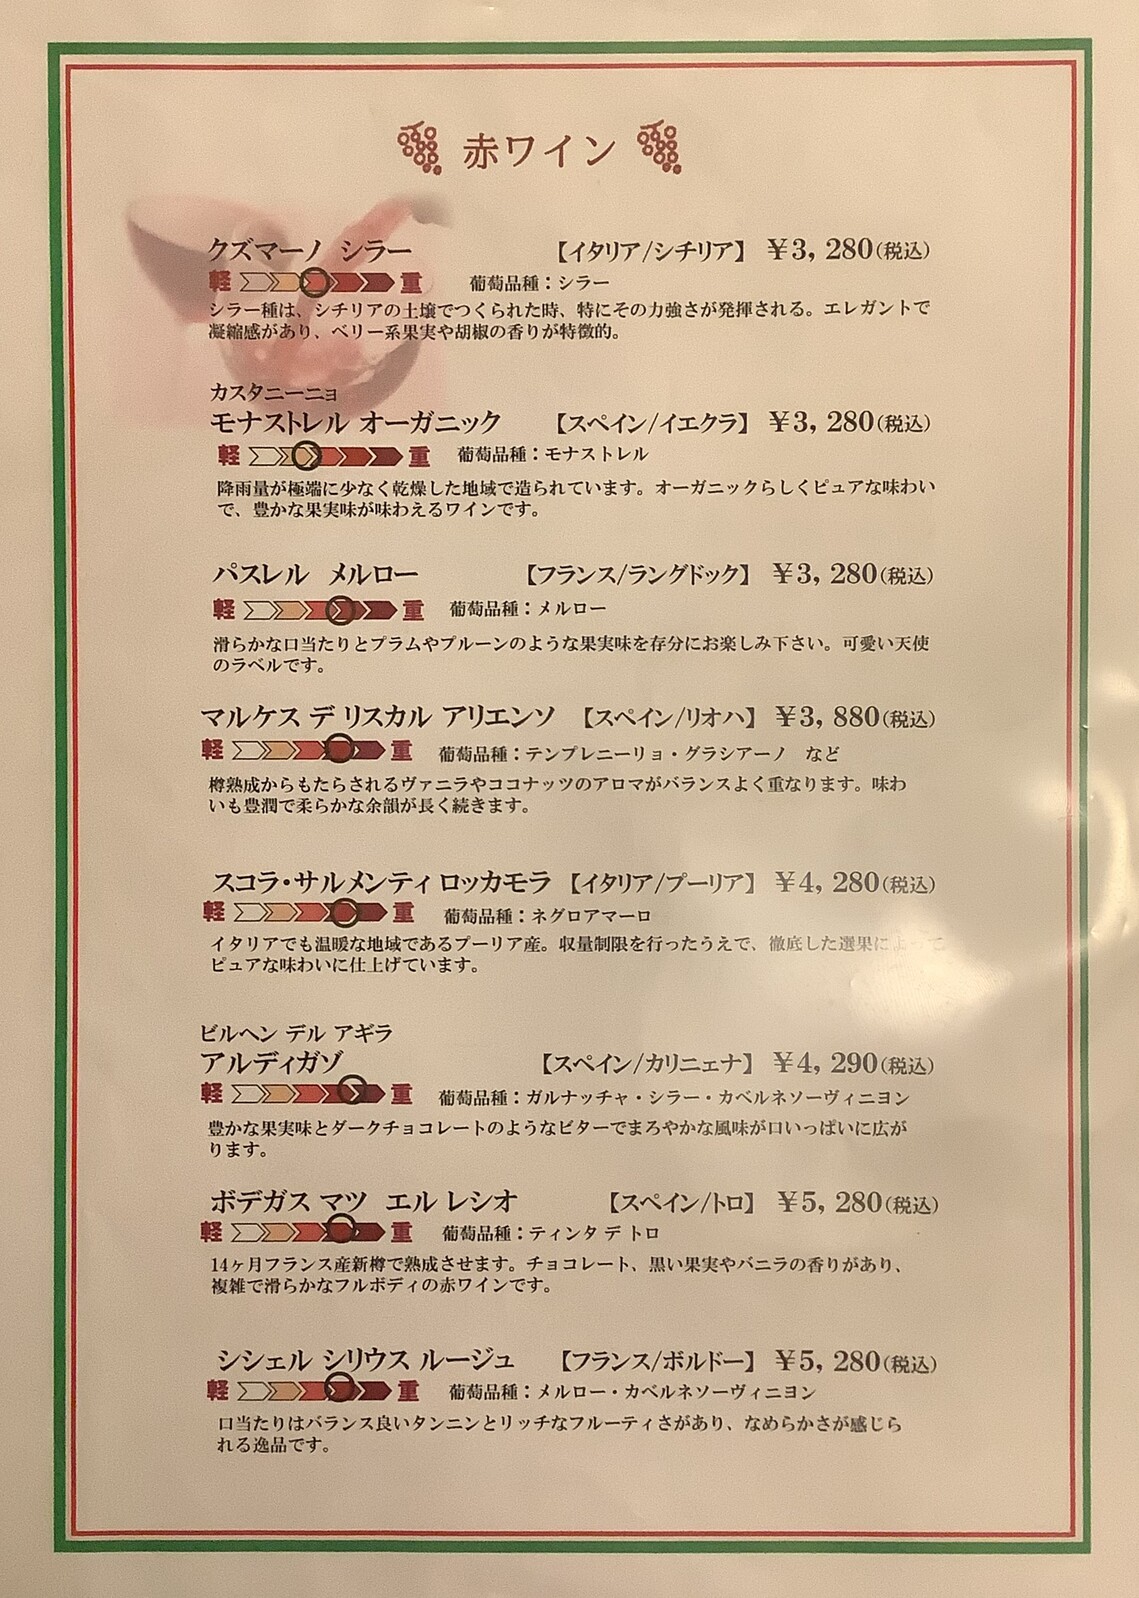 赤ワイン
クズマーノ シラー 【イタリア/シチリア】 ¥3,280(税込)
軽 重 葡萄品種：シラー
シラー種は、シチリアの土壌でつくられた時、特にその力強さが発揮される。エレガントで
凝縮感があり、ベリー系果実や胡椒の香りが特徴的。
カスタニーニョ
モナストレル オーガニック 【スペイン/イエクラ】 ¥3,280(税込)
軽 重 葡萄品種：モナストレル
降雨量が極端に少なく乾燥した地域で造られています。オーガニックらしくピュアな味わい
で、豊かな果実味が味わえるワインです。
パスレル メルロー 【フランス/ラングドック】 ¥3,280(税込)
軽 重 葡萄品種：メルロー
滑らかな口当たりとプラムやプルーンのような果実味を存分にお楽しみ下さい。可愛い天使
のラベルです。
マルケス デ リスカル アリエンソ 【スペイン/リオハ】 ¥3,880(税込)
軽 重 葡萄品種：テンプレニーリョ・グラシアーノ など
樽熟成からもたらされるヴァニラやココナッツのアロマがバランスよく重なります。味わ
いも豊潤で柔らかな余韻が長く続きます。
スコラ・サルメンティ ロッカモラ 【イタリア/プーリア】 ¥4,280(税込)
軽 重 葡萄品種：ネグロアマーロ
イタリアでも温暖な地域であるプーリア産。収量制限を行ったうえで、徹底した選果に
ピュアな味わいに仕上げています。
ビルヘン デル アギラ
アルディガゾ 【スペイン/カリニェナ】 ¥4,290(税込)
軽 重 葡萄品種：ガルナッチャ・シラー・カベルネソーヴィニヨン
豊かな果実味とダークチョコレートのようなビターでまろやかな風味が口いっぱいに広が
ります。
ボデガス マツ エル レシオ 【スペイン/トロ】 ¥5,280(税込)
軽 重 葡萄品種：ティンタ デ トロ
14ヶ月フランス産新樽で熟成させます。チョコレート、黒い果実やバニラの香りがあり、
複雑で滑らかなフルボディの赤ワインです。
シシェル シリウス ルージュ 【フランス/ボルドー】 ¥5,280(税込)
軽 重 葡萄品種：メルロー・カベルネソーヴィニヨン
口当たりはバランス良いタンニンとリッチなフルーティさがあり、なめらかさが感じら
れる逸品です。